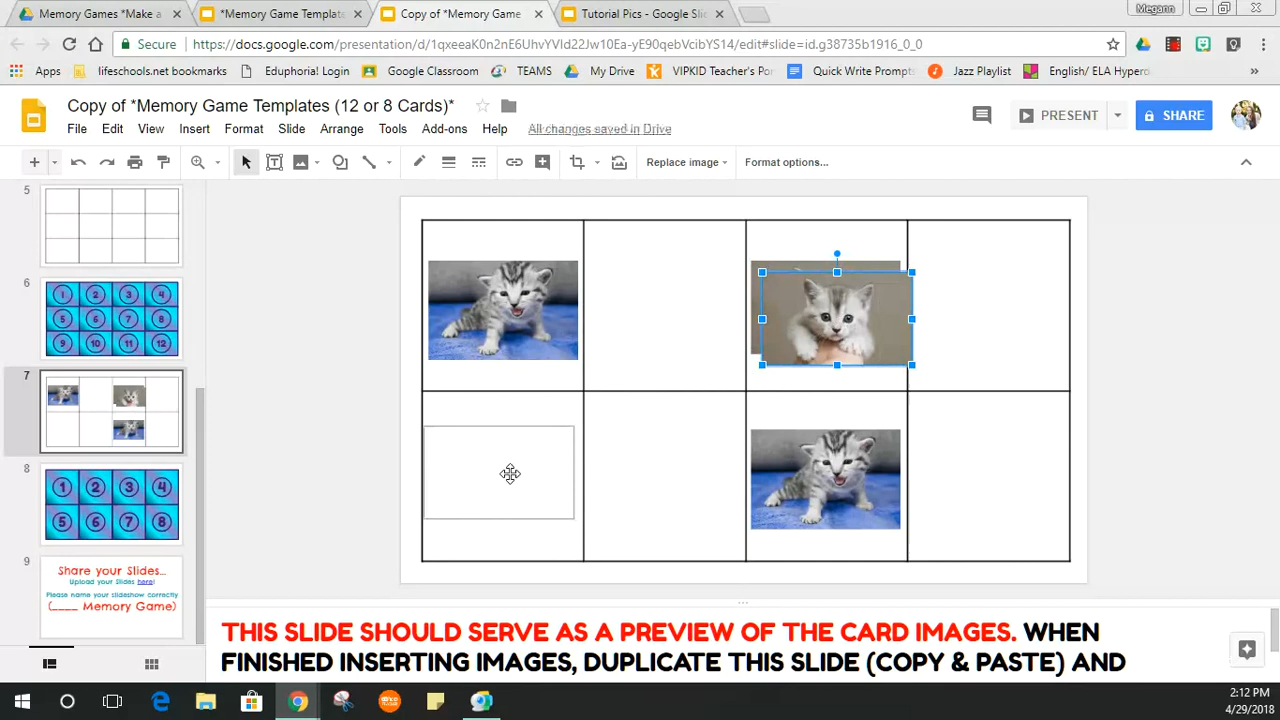 Memory Games *Make a
*Memory Game Template
Copy of *Memory Game
Tutorial Pics - Google Slid
Megann
Secure
https://docs.google.com/presentation/d/1qxeeK0n2nE6UhvYVId22Jw10Ea-yE90qebVcibYS14/edit#slide=id.g38735b1916_0_0
Apps
lifeschools.net bookmarks
Eduphoria! Login
Google Classroom
TEAMS
My Drive
VIPKID Teacher's Por
Quick Write Prompts
Jazz Playlist
English/ ELA Hyperd
»
Copy of *Memory Game Templates (12 or 8 Cards)*
File Edit View Insert Format Slide Arrange Tools Add-ons Help All changes saved in Drive
PRESENT
SHARE
Replace image
Format options...
5
6
1 2 3 4
5 6 7 8
9 10 11 12
7
8
1 2 3 4
5 6 7 8
9
Share your Slides...
Upload your Slides here!
Please name your slideshow correctly
(____ Memory Game)
THIS SLIDE SHOULD SERVE AS A PREVIEW OF THE CARD IMAGES. WHEN
FINISHED INSERTING IMAGES, DUPLICATE THIS SLIDE (COPY & PASTE) AND
2:12 PM
4/29/2018